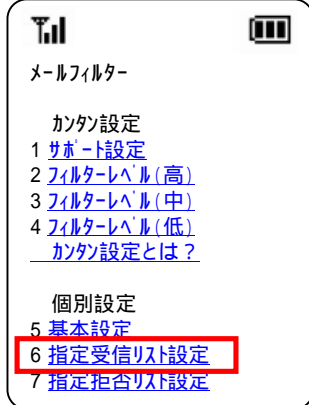 メールフィルター
カンタン設定
1 サポート設定
2 フィルターレベル(高)
3 フィルターレベル(中)
4 フィルターレベル(低)
カンタン設定とは？
個別設定
5 基本設定
6 指定受信リスト設定
7 指定拒否リスト設定